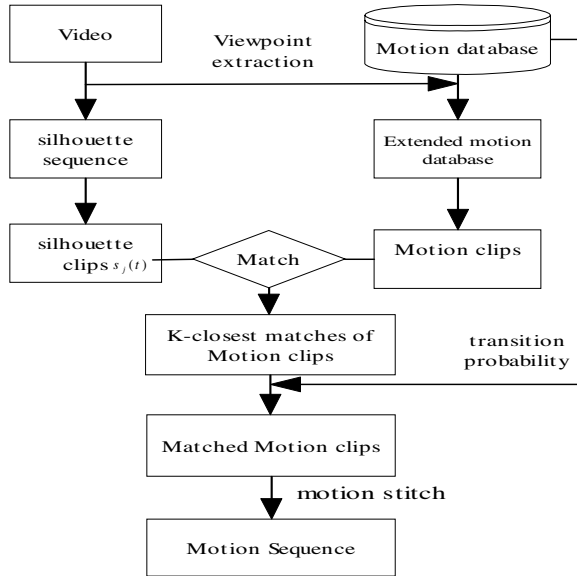 Video
Viewpoint
extraction
Motion database
silhouette
sequence
Extended motion
database
silhouette
clips s_j(t)
Match
Motion clips
K-closest matches of
Motion clips
transition
probability
Matched Motion clips
motion stitch
Motion Sequence